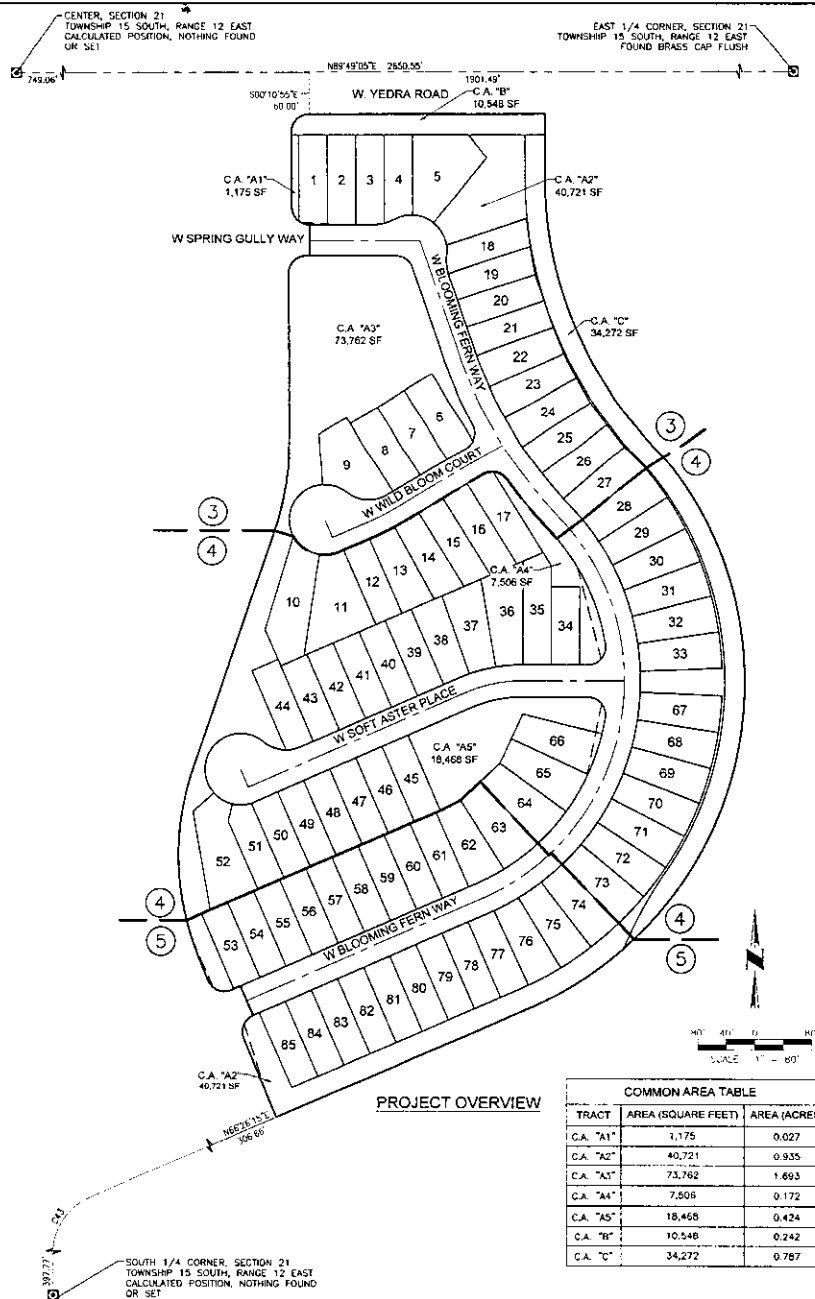 CENTER, SECTION 21
TOWNSHIP 15 SOUTH, RANGE 12 EAST
CALCULATED POSITION, NOTHING FOUND
OR SET
EAST 1/4 CORNER, SECTION 21
TOWNSHIP 15 SOUTH, RANGE 12 EAST
FOUND BRASS CAP FLUSH
N89°49'05"E 2650.55'
749.06'
1901.49'
S00°10'55"E
60.00'
W. YEDRA ROAD
C.A. "B"
10,548 SF
C.A. "A1"
1,175 SF
1 2 3 4 5
C.A. "A2"
40,721 SF
W SPRING GULLY WAY
W BLOOMING FERN WAY
18
19
20
21
22
23
24
25
26
27
C.A. "C"
34,272 SF
C.A. "A3"
73,762 SF
9 8 7 6
W WILD BLOOM COURT
3
4
3
4
28
29
30
31
32
33
10 11 12 13 14 15 16 17
C.A. "A4"
7,506 SF
44 43 42 41 40 39 38 37 36 35 34
W SOFT ASTER PLACE
C.A. "A5"
18,468 SF
52 51 50 49 48 47 46 45
66
65
64
67
68
69
70
71
72
73
4
5
4
5
53 54 55 56 57 58 59 60 61 62 63
W BLOOMING FERN WAY
85 84 83 82 81 80 79 78 77 76 75 74
C.A. "A2"
40,721 SF
80' 40' 0 80'
SCALE 1" = 80'
PROJECT OVERVIEW
COMMON AREA TABLE
TRACT AREA (SQUARE FEET) AREA (ACRES
C.A. "A1" 1,175 0.027
C.A. "A2" 40,721 0.935
C.A. "A3" 73,762 1.693
C.A. "A4" 7,506 0.172
C.A. "A5" 18,468 0.424
C.A. "B" 10,548 0.242
C.A. "C" 34,272 0.787
N66°26'15"E
306.66'
C43
397.77'
SOUTH 1/4 CORNER, SECTION 21
TOWNSHIP 15 SOUTH, RANGE 12 EAST
CALCULATED POSITION, NOTHING FOUND
OR SET